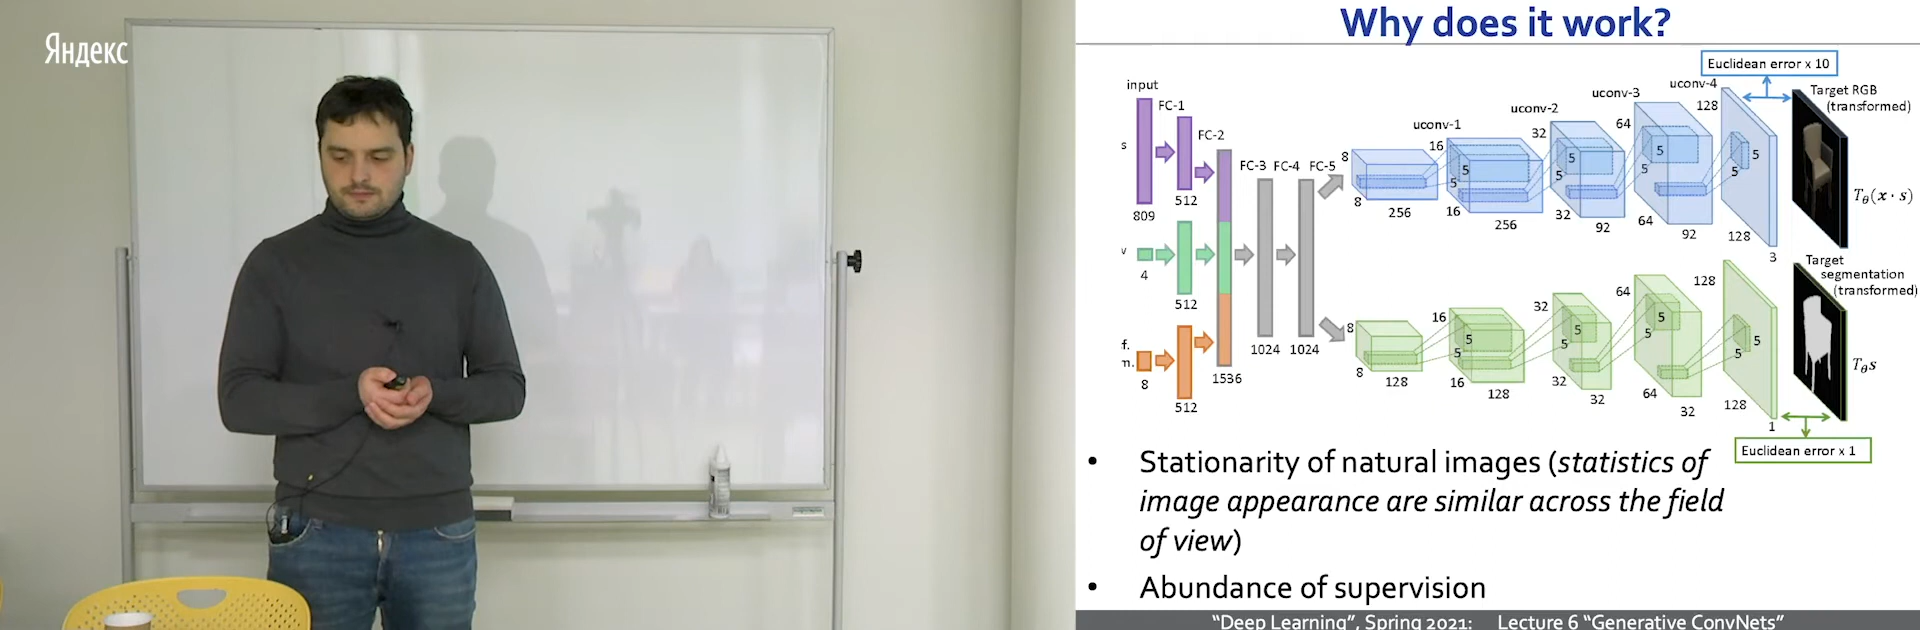 Яндекс
Why does it work?
Euclidean error x 10
input
s
809
FC-1
512
FC-2
v
4
512
f.
m.
8
512
1536
FC-3 FC-4 FC-5
1024 1024
8
8
256
uconv-1
16
5
5
16
256
uconv-2
32
5
5
32
92
uconv-3
64
5
5
64
92
uconv-4
128
5
5
128
3
Target RGB
(transformed)
Tθ(x · s)
8
8
128
16
5
5
16
128
32
5
5
32
32
64
5
5
64
32
128
5
5
128
1
Target
segmentation
(transformed)
Tθs
Euclidean error x 1
• Stationarity of natural images (statistics of
image appearance are similar across the field
of view)
• Abundance of supervision
“Deep Learning”, Spring 2021: Lecture 6 “Generative ConvNets”